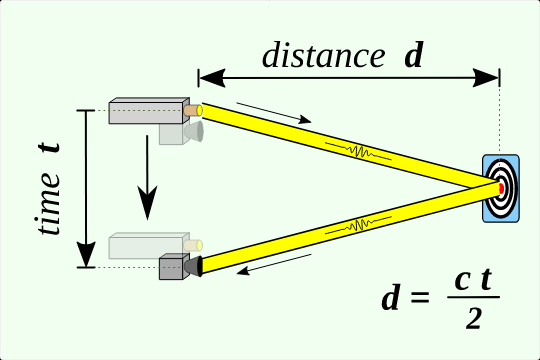 distance d
time t
d = c t / 2